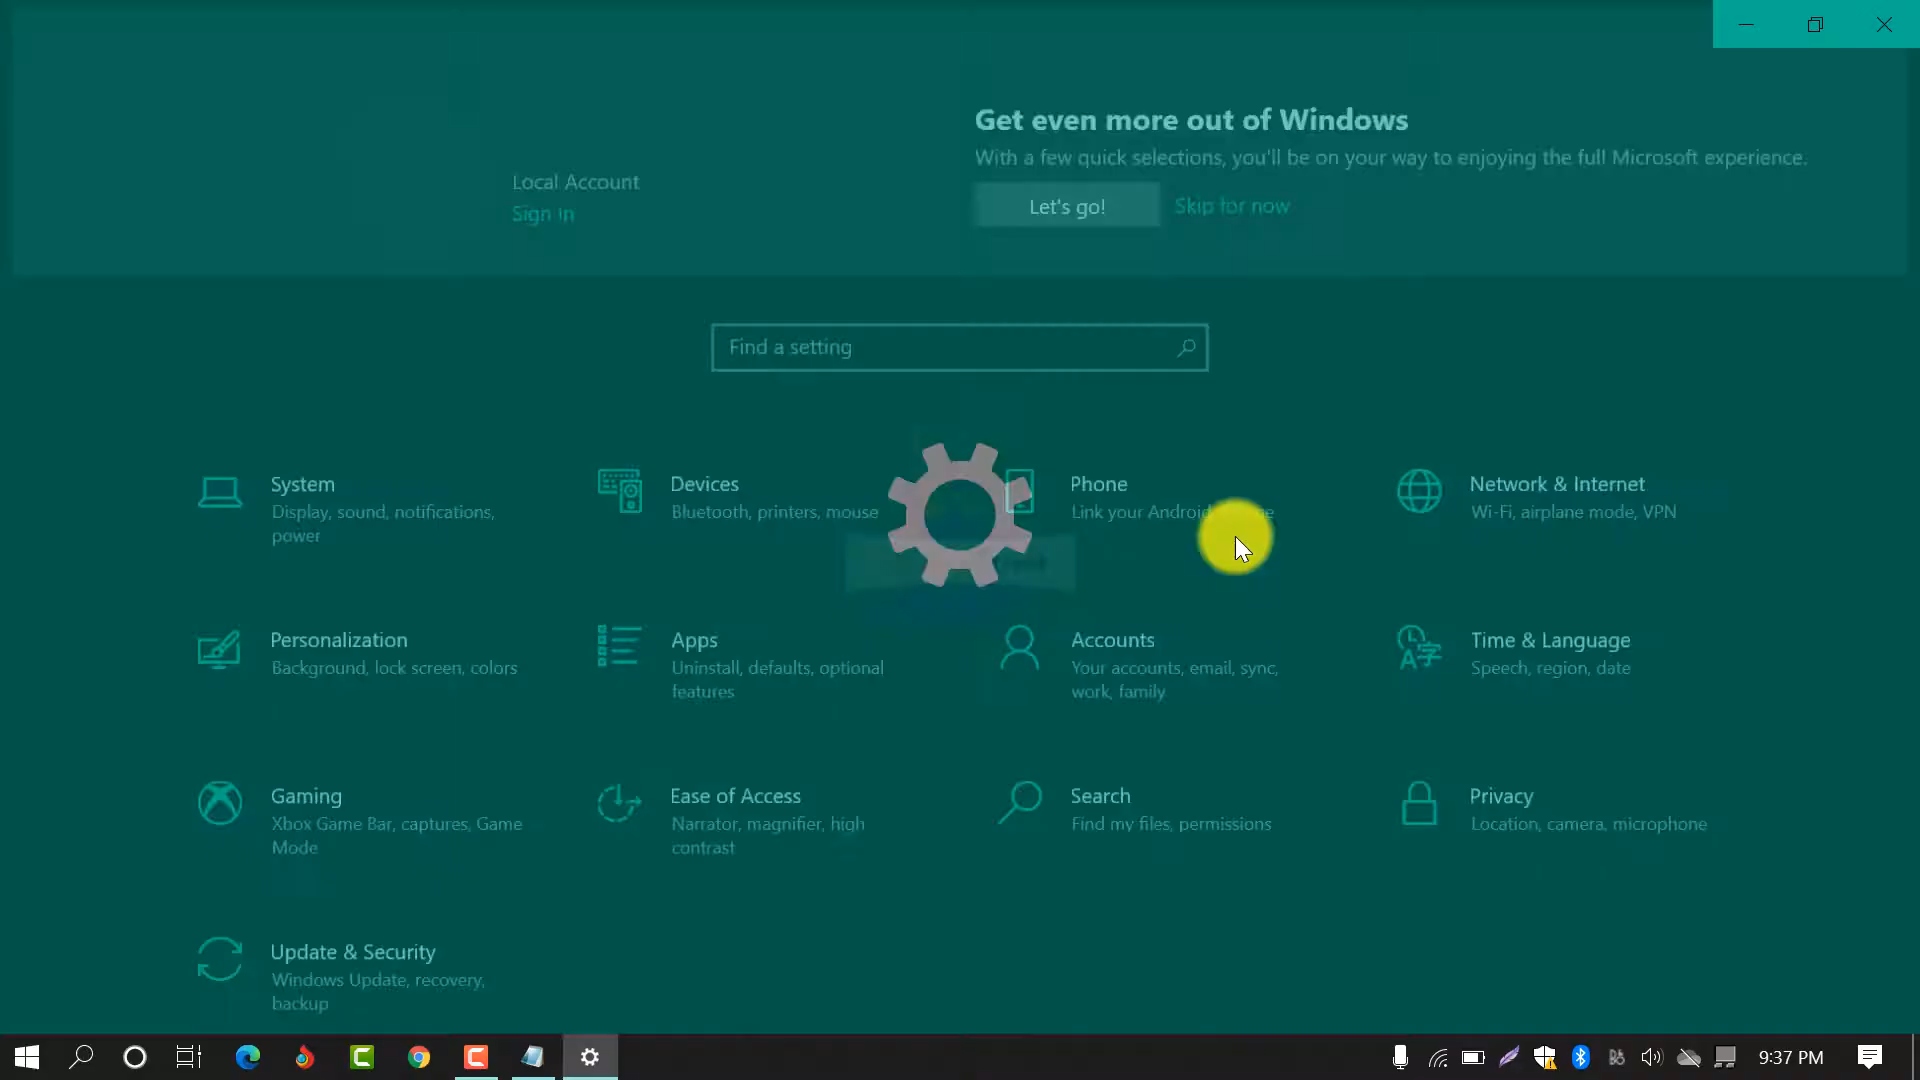 Get even more out of Windows
With a few quick selections, you'll be on your way to enjoying the full Microsoft experience.
Local Account
Sign in
Let's go!
Skip for now
Find a setting
System
Display, sound, notifications,
power
Devices
Bluetooth, printers, mouse
Phone
Link your Android
Network & Internet
Wi-Fi, airplane mode, VPN
Personalization
Background, lock screen, colors
Apps
Uninstall, defaults, optional
features
Accounts
Your accounts, email, sync,
work, family
Time & Language
Speech, region, date
Gaming
Xbox Game Bar, captures, Game
Mode
Ease of Access
Narrator, magnifier, high
contrast
Search
Find my files, permissions
Privacy
Location, camera, microphone
Update & Security
Windows Update, recovery,
backup
9:37 PM